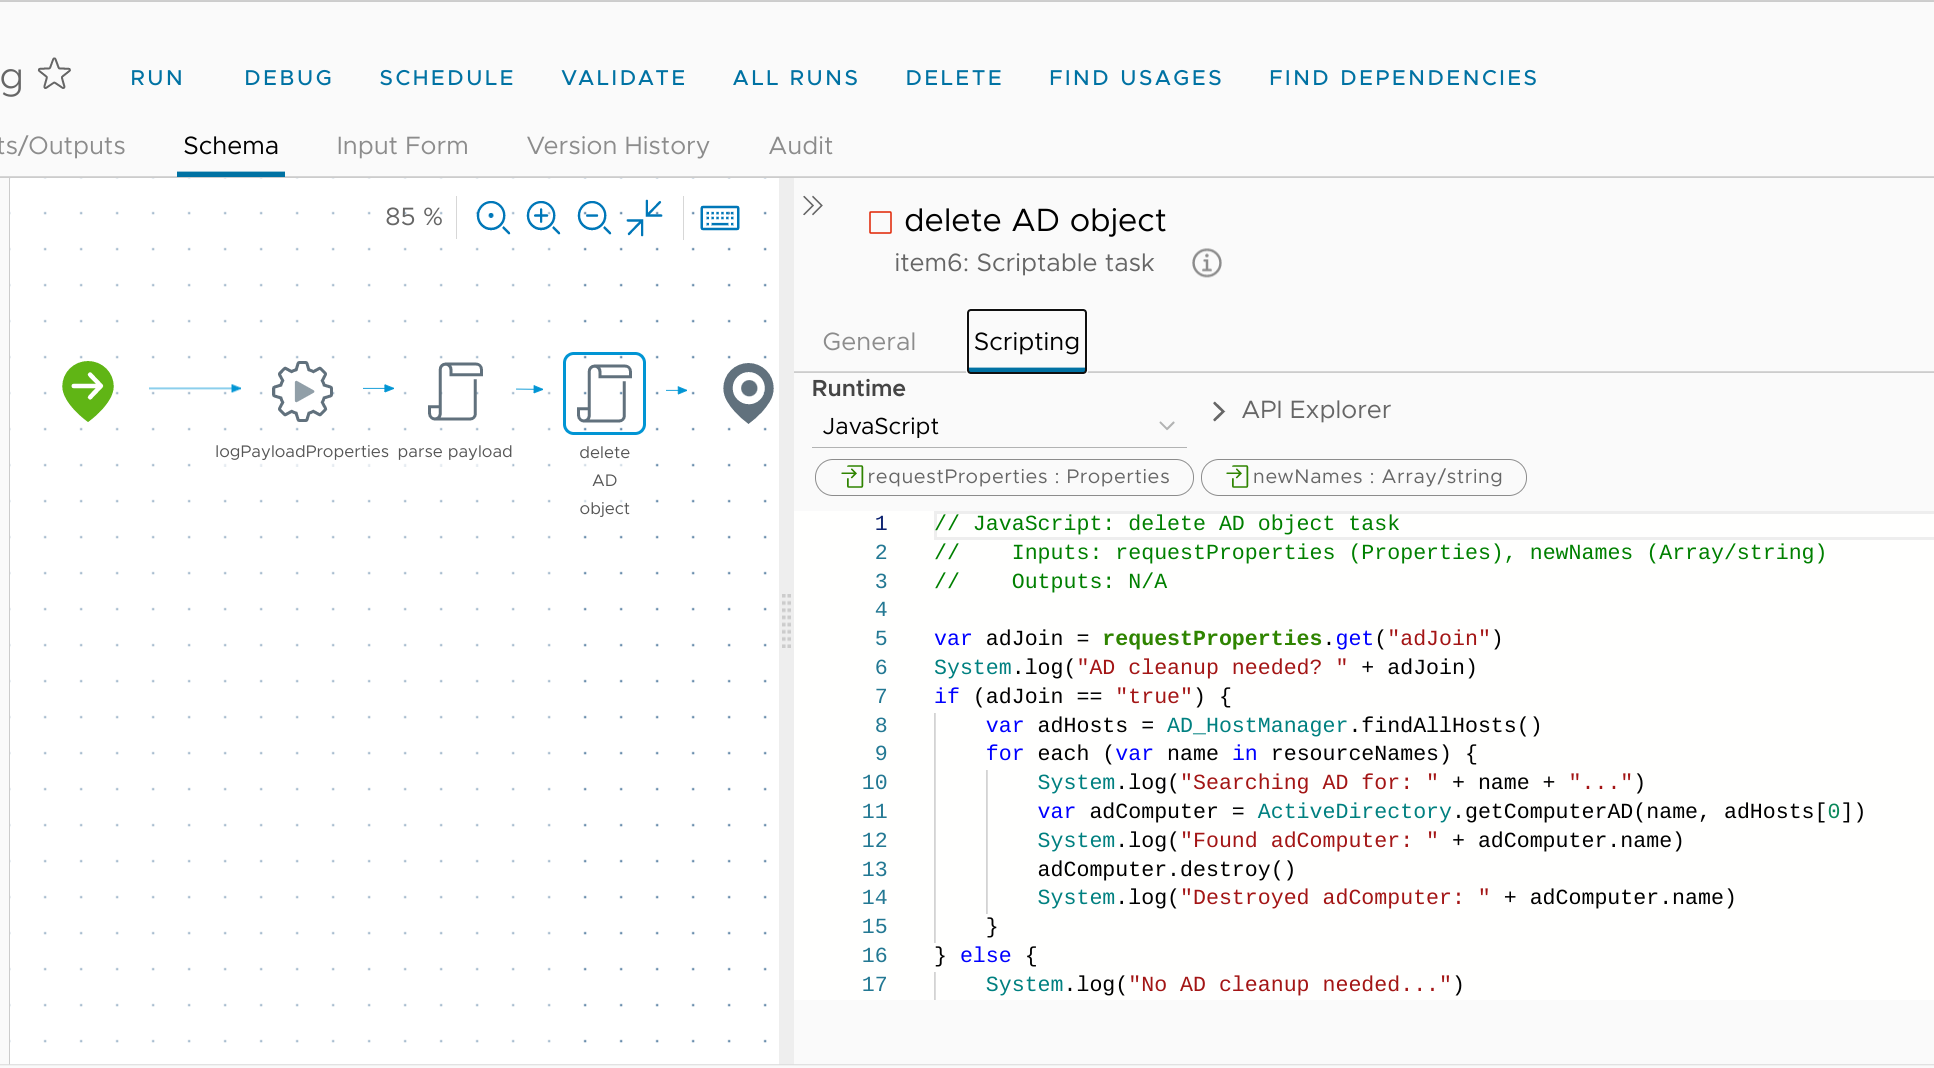 g RUN DEBUG SCHEDULE VALIDATE ALL RUNS DELETE FIND USAGES FIND DEPENDENCIES
ts/Outputs Schema Input Form Version History Audit
85 %
logPayloadProperties parse payload delete
AD
object
delete AD object
item6: Scriptable task
General Scripting
Runtime
JavaScript
API Explorer
requestProperties : Properties newNames : Array/string
1 // JavaScript: delete AD object task
2 //    Inputs: requestProperties (Properties), newNames (Array/string)
3 //    Outputs: N/A
4
5 var adJoin = requestProperties.get("adJoin")
6 System.log("AD cleanup needed? " + adJoin)
7 if (adJoin == "true") {
8     var adHosts = AD_HostManager.findAllHosts()
9     for each (var name in resourceNames) {
10         System.log("Searching AD for: " + name + "...")
11         var adComputer = ActiveDirectory.getComputerAD(name, adHosts[0])
12         System.log("Found adComputer: " + adComputer.name)
13         adComputer.destroy()
14         System.log("Destroyed adComputer: " + adComputer.name)
15     }
16 } else {
17     System.log("No AD cleanup needed...")